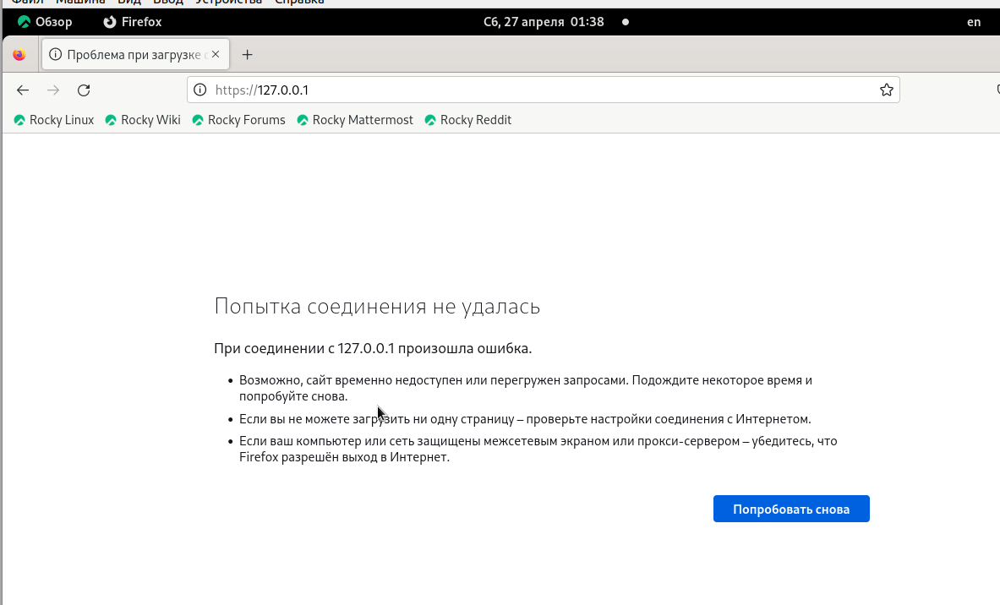 Файл Машина Вид Ввод Устройства Справка
Обзор Firefox Сб, 27 апреля 01:38 en
Проблема при загрузке с
https://127.0.0.1
Rocky Linux Rocky Wiki Rocky Forums Rocky Mattermost Rocky Reddit
Попытка соединения не удалась
При соединении с 127.0.0.1 произошла ошибка.
• Возможно, сайт временно недоступен или перегружен запросами. Подождите некоторое время и
попробуйте снова.
• Если вы не можете загрузить ни одну страницу – проверьте настройки соединения с Интернетом.
• Если ваш компьютер или сеть защищены межсетевым экраном или прокси-сервером – убедитесь, что
Firefox разрешён выход в Интернет.
Попробовать снова